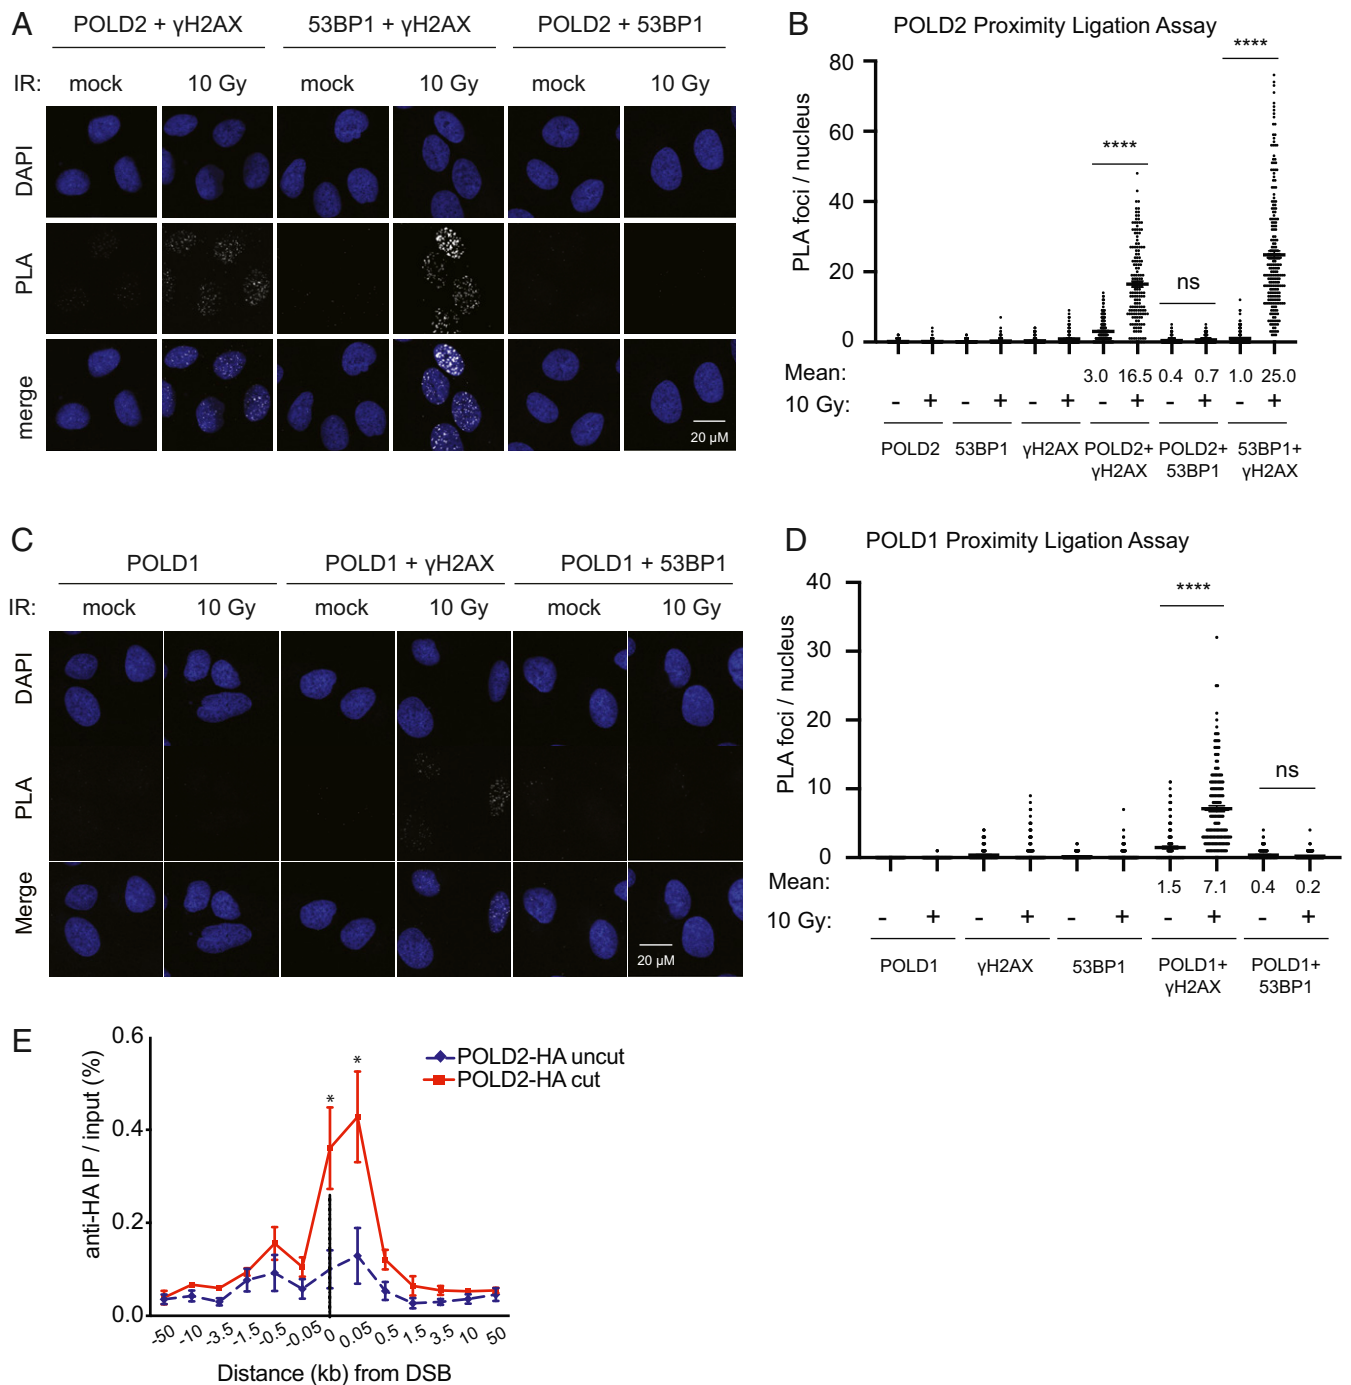 A
POLD2 + γH2AX 53BP1 + γH2AX POLD2 + 53BP1
IR: mock 10 Gy mock 10 Gy mock 10 Gy
DAPI
PLA
merge
20 μM
B
POLD2 Proximity Ligation Assay
PLA foci / nucleus
80
60
40
20
0
****
ns
****
Mean: 3.0 16.5 0.4 0.7 1.0 25.0
10 Gy: - + - + - + - + - + - +
POLD2 53BP1 γH2AX POLD2+ POLD2+ 53BP1+
γH2AX 53BP1 γH2AX
C
POLD1 POLD1 + γH2AX POLD1 + 53BP1
IR: mock 10 Gy mock 10 Gy mock 10 Gy
DAPI
PLA
Merge
20 μM
D
POLD1 Proximity Ligation Assay
PLA foci / nucleus
40
30
20
10
0
****
ns
Mean: 1.5 7.1 0.4 0.2
10 Gy: - + - + - + - + - +
POLD1 γH2AX 53BP1 POLD1+ POLD1+
γH2AX 53BP1
E
anti-HA IP / input (%)
0.6
0.4
0.2
0.0
* *
POLD2-HA uncut
POLD2-HA cut
-50 -10 -3.5 -1.5 -0.5 -0.05 0 0.05 0.5 1.5 3.5 10 50
Distance (kb) from DSB